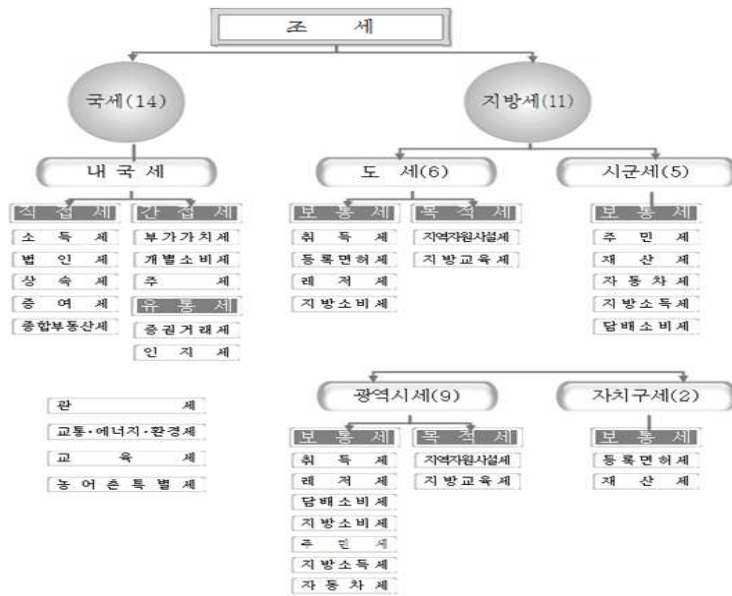 조 세
국세(14)
지방세(11)
내 국 세
도 세(6)
시군세(5)
직 접 세
간 접 세
보 통 세
목 적 세
보 통 세
소 득 세
부 가 가 치 세
취 득 세
지역자원시설세
주 민 세
법 인 세
개 별 소 비 세
등 록 면 허 세
지 방 교 육 세
재 산 세
상 속 세
주 세
레 저 세
자 동 차 세
증 여 세
유 통 세
지 방 소 비 세
지 방 소 득 세
종합부동산세
증 권 거 래 세
담 배 소 비 세
인 지 세
광역시세(9)
자치구세(2)
관 세
교통·에너지·환경세
교 육 세
농 어 촌 특 별 세
보 통 세
목 적 세
보 통 세
취 득 세
지역자원시설세
등 록 면 허 세
레 저 세
지 방 교 육 세
재 산 세
담 배 소 비 세
지 방 소 비 세
주 민 세
지 방 소 득 세
자 동 차 세